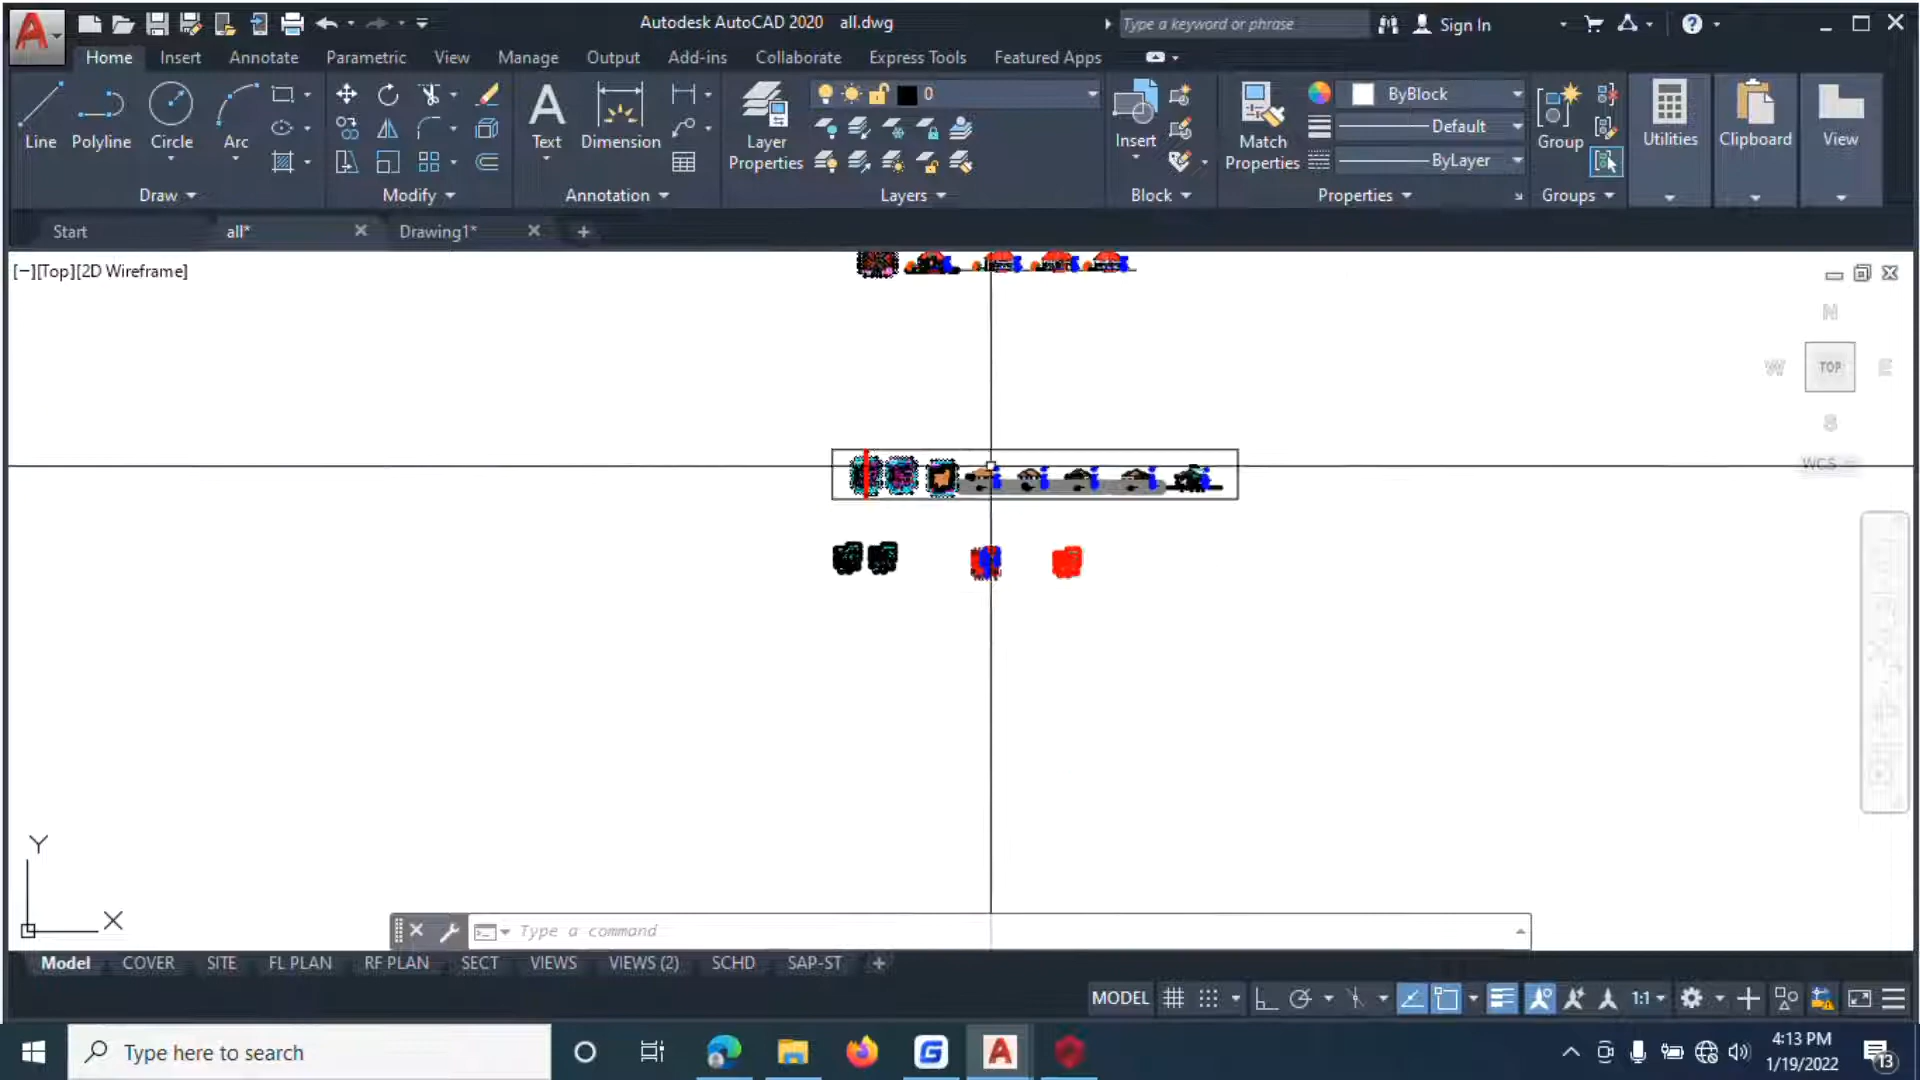 Autodesk AutoCAD 2020 all.dwg
Type a keyword or phrase
Sign In
Home Insert Annotate Parametric View Manage Output Add-ins Collaborate Express Tools Featured Apps
Line Polyline Circle Arc
Text Dimension
Layer Properties
0
Insert
Match Properties
ByBlock
Default
ByLayer
Group
Utilities Clipboard View
Draw Modify Annotation Layers Block Properties Groups
Start all* Drawing1*
[−][Top][2D Wireframe]
N
W TOP E
S
WCS
Y
X
Type a command
Model COVER SITE FL PLAN RF PLAN SECT VIEWS VIEWS (2) SCHD SAP-ST
MODEL 1:1
Type here to search
4:13 PM
1/19/2022
13